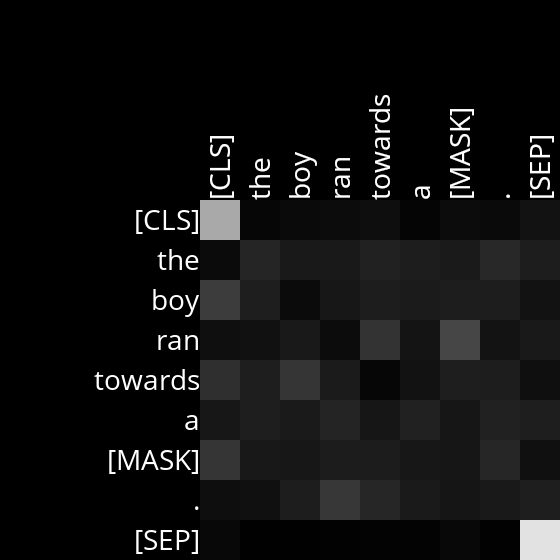 [CLS] the boy ran towards a [MASK] . [SEP]
[CLS]
the
boy
ran
towards
a
[MASK]
.
[SEP]